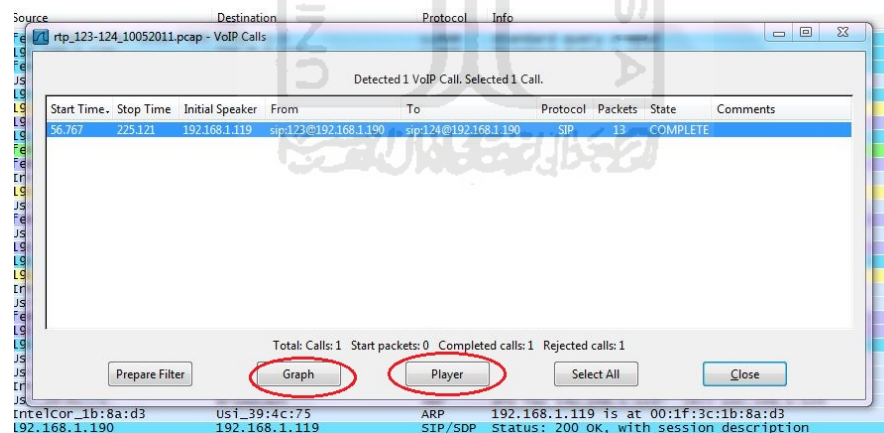 Source Destination Protocol Info
rtp_123-124_10052011.pcap - VoIP Calls
Detected 1 VoIP Call. Selected 1 Call.
Start Time Stop Time Initial Speaker From To Protocol Packets State Comments
56.767 225.121 192.168.1.119 sip:123@192.168.1.190 sip:124@192.168.1.190 SIP 13 COMPLETE
Total: Calls: 1 Start packets: 0 Completed calls: 1 Rejected calls: 1
Prepare Filter Graph Player Select All Close
IntelCor_1b:8a:d3 Usi_39:4c:75 ARP 192.168.1.119 is at 00:1f:3c:1b:8a:d3
192.168.1.190 192.168.1.119 SIP/SDP Status: 200 OK, with session description